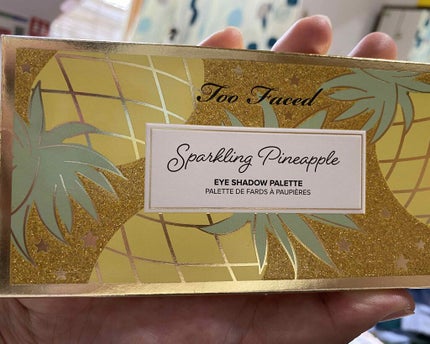 Too Faced
Sparkling Pineapple
EYE SHADOW PALETTE
PALETTE DE FARDS À PAUPIÈRES